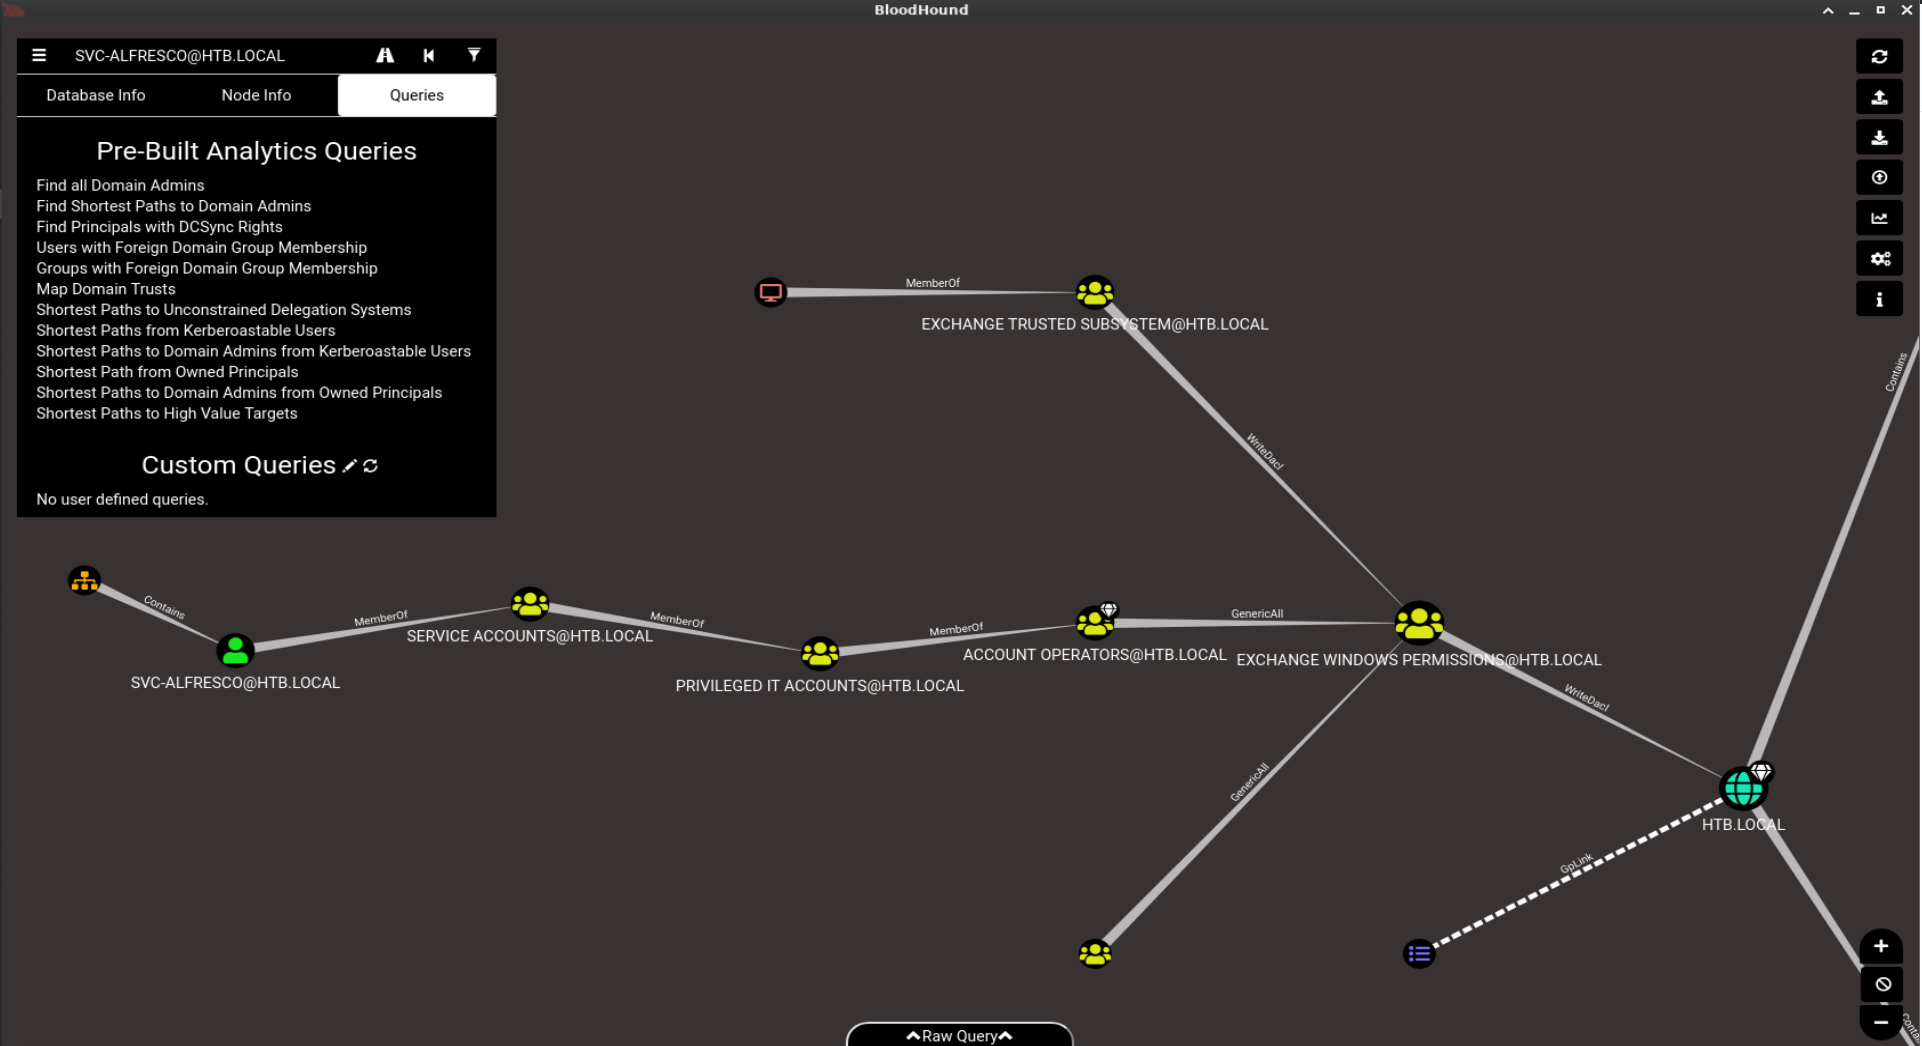 BloodHound
SVC-ALFRESCO@HTB.LOCAL
Database Info
Node Info
Queries
Pre-Built Analytics Queries
Find all Domain Admins
Find Shortest Paths to Domain Admins
Find Principals with DCSync Rights
Users with Foreign Domain Group Membership
Groups with Foreign Domain Group Membership
Map Domain Trusts
Shortest Paths to Unconstrained Delegation Systems
Shortest Paths from Kerberoastable Users
Shortest Paths to Domain Admins from Kerberoastable Users
Shortest Path from Owned Principals
Shortest Paths to Domain Admins from Owned Principals
Shortest Paths to High Value Targets
Custom Queries
No user defined queries.
MemberOf
EXCHANGE TRUSTED SUBSYSTEM@HTB.LOCAL
Contains
WriteDacl
Contains
MemberOf
SERVICE ACCOUNTS@HTB.LOCAL
MemberOf
MemberOf
GenericAll
SVC-ALFRESCO@HTB.LOCAL
PRIVILEGED IT ACCOUNTS@HTB.LOCAL
ACCOUNT OPERATORS@HTB.LOCAL
EXCHANGE WINDOWS PERMISSIONS@HTB.LOCAL
WriteDacl
GenericAll
HTB.LOCAL
GpLink
Raw Query